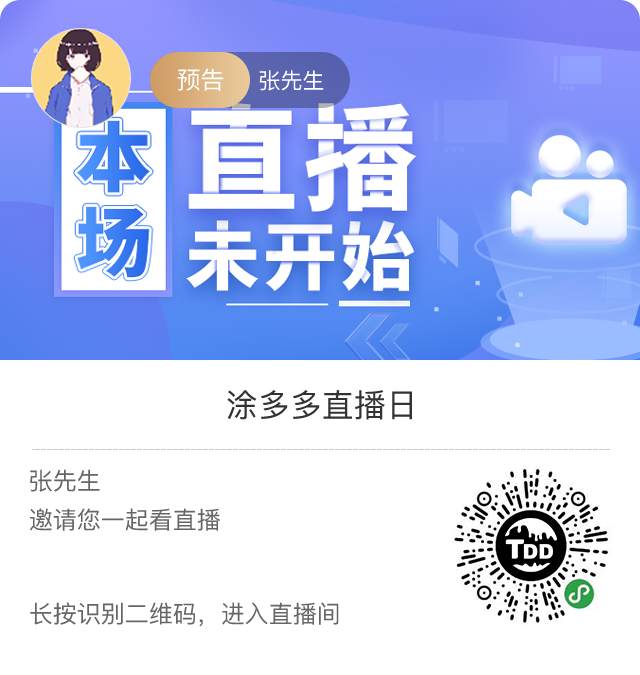 预告 张先生
本场
直播
未开始
涂多多直播日
张先生
邀请您一起看直播
TDD
长按识别二维码，进入直播间